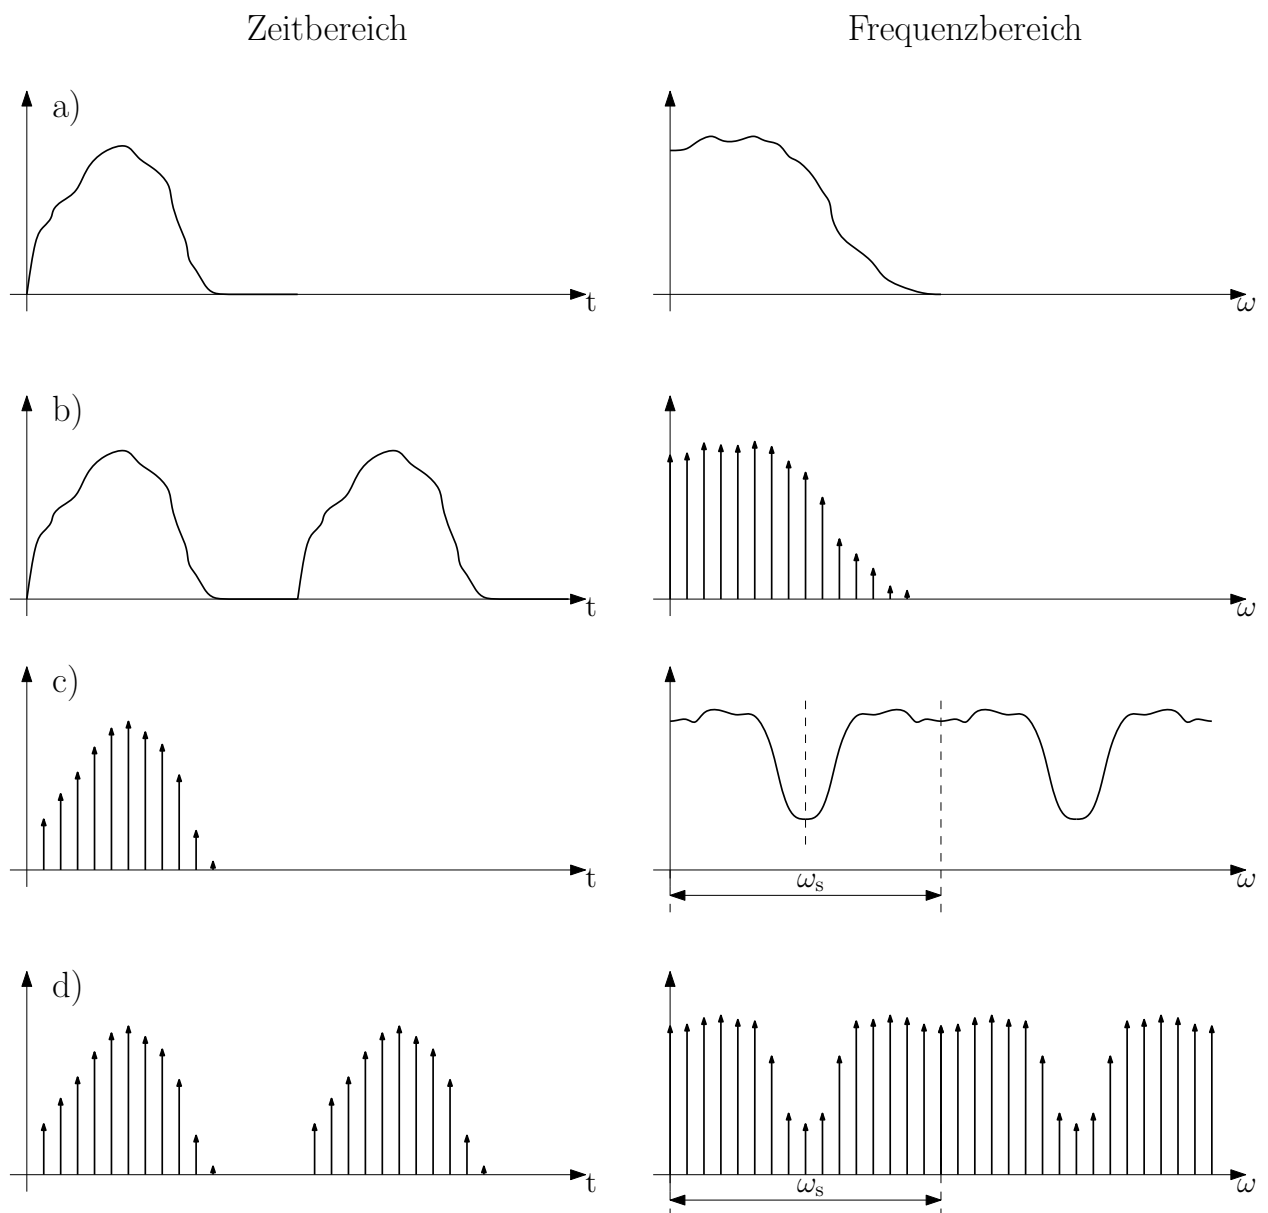 Zeitbereich Frequenzbereich
a)
t ω
b)
t ω
c)
t ω
ωs
d)
t ω
ωs